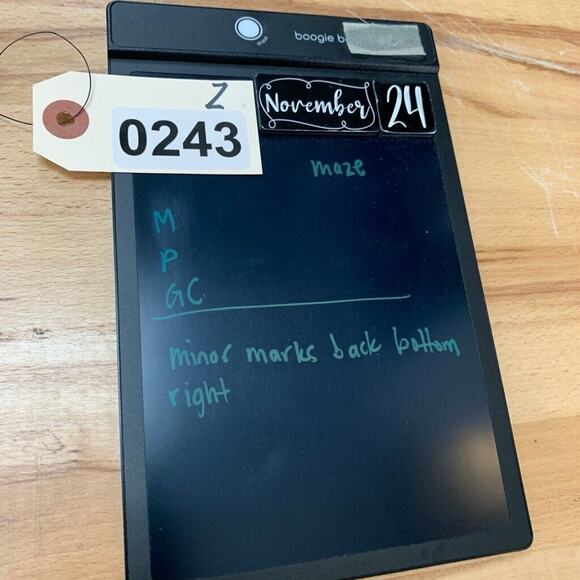 boogie b
Z
0243
November 24
maze
M
P
GC
minor marks back bottom
right